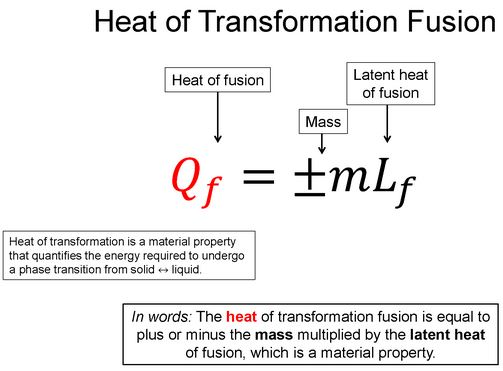 Heat of Transformation Fusion
Heat of fusion
Latent heat
of fusion
Mass
Q_f = ±mL_f
Heat of transformation is a material property
that quantifies the energy required to undergo
a phase transition from solid ↔ liquid.
In words: The heat of transformation fusion is equal to
plus or minus the mass multiplied by the latent heat
of fusion, which is a material property.